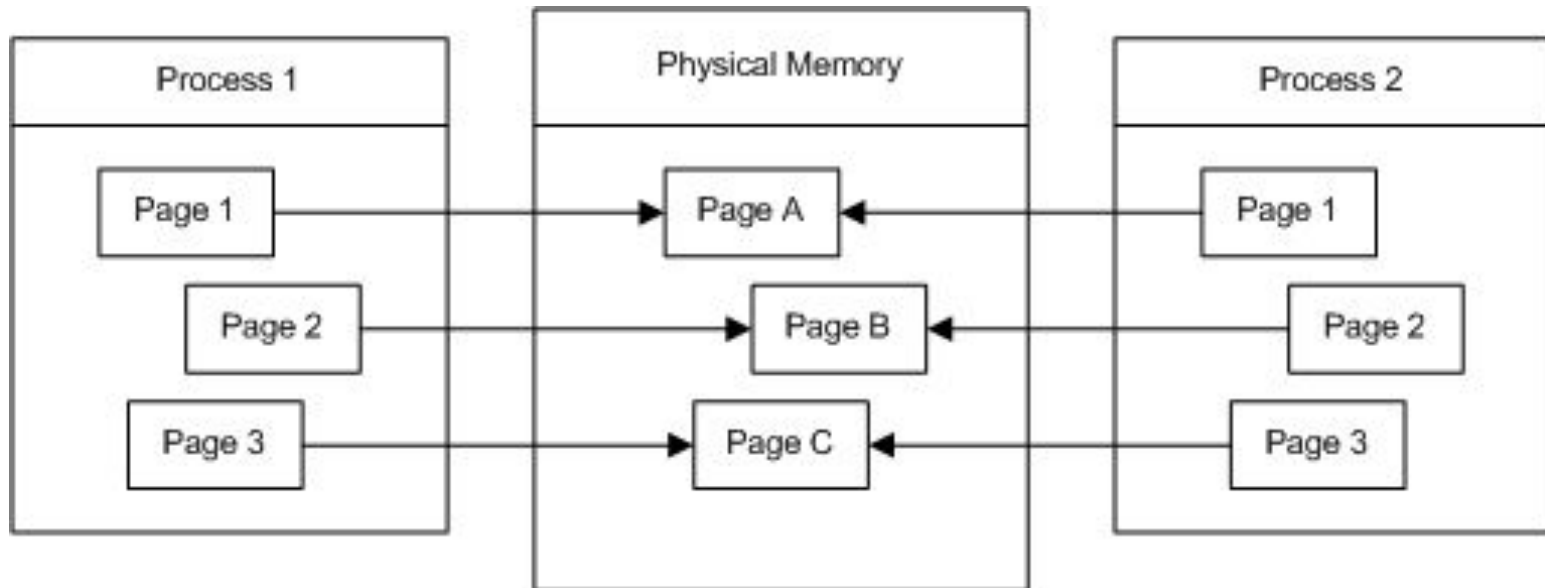 Process 1
Page 1
Page 2
Page 3
Physical Memory
Page A
Page B
Page C
Process 2
Page 1
Page 2
Page 3